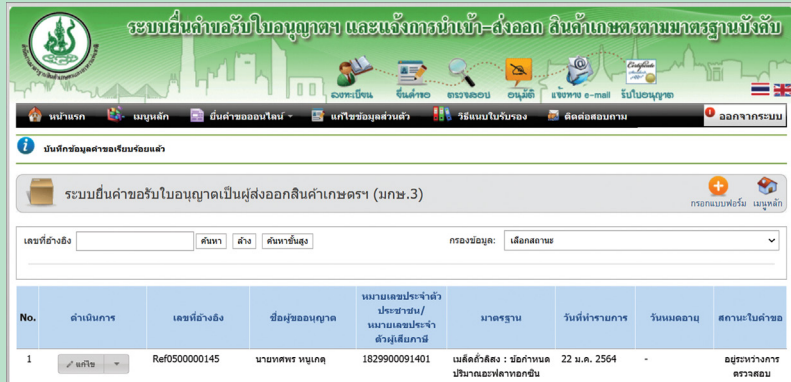 ระบบยื่นคำขอรับใบอนุญาตฯ และแจ้งการนำเข้า-ส่งออก สินค้าเกษตรตามมาตรฐานบังคับ
ลงทะเบียน ยื่นคำขอ ตรวจสอบ อนุมัติ แจ้งทาง e-mail รับใบอนุญาต
หน้าแรก เมนูหลัก ยื่นคำขอออนไลน์ แก้ไขข้อมูลส่วนตัว วิธีแนบใบรับรอง ติดต่อสอบถาม ออกจากระบบ
บันทึกข้อมูลคำขอเรียบร้อยแล้ว
ระบบยื่นคำขอรับใบอนุญาตเป็นผู้ส่งออกสินค้าเกษตรฯ (มกษ.3)
กรอกแบบฟอร์ม เมนูหลัก
เลขที่อ้างอิง ค้นหา ล้าง ค้นหาขั้นสูง กรองข้อมูล: เลือกสถานะ
No. ดำเนินการ เลขที่อ้างอิง ชื่อผู้ขออนุญาต หมายเลขประจำตัวประชาชน/หมายเลขประจำตัวผู้เสียภาษี มาตรฐาน วันที่ทำรายการ วันหมดอายุ สถานะใบคำขอ
1 แก้ไข Ref0500000145 นายทศพร หนูเกตุ 1829900091401 เมล็ดถั่วลิสง : ข้อกำหนด 22 ม.ค. 2564 - อยู่ระหว่างการ
ปริมาณอะฟลาทอกซิน ตรวจสอบ